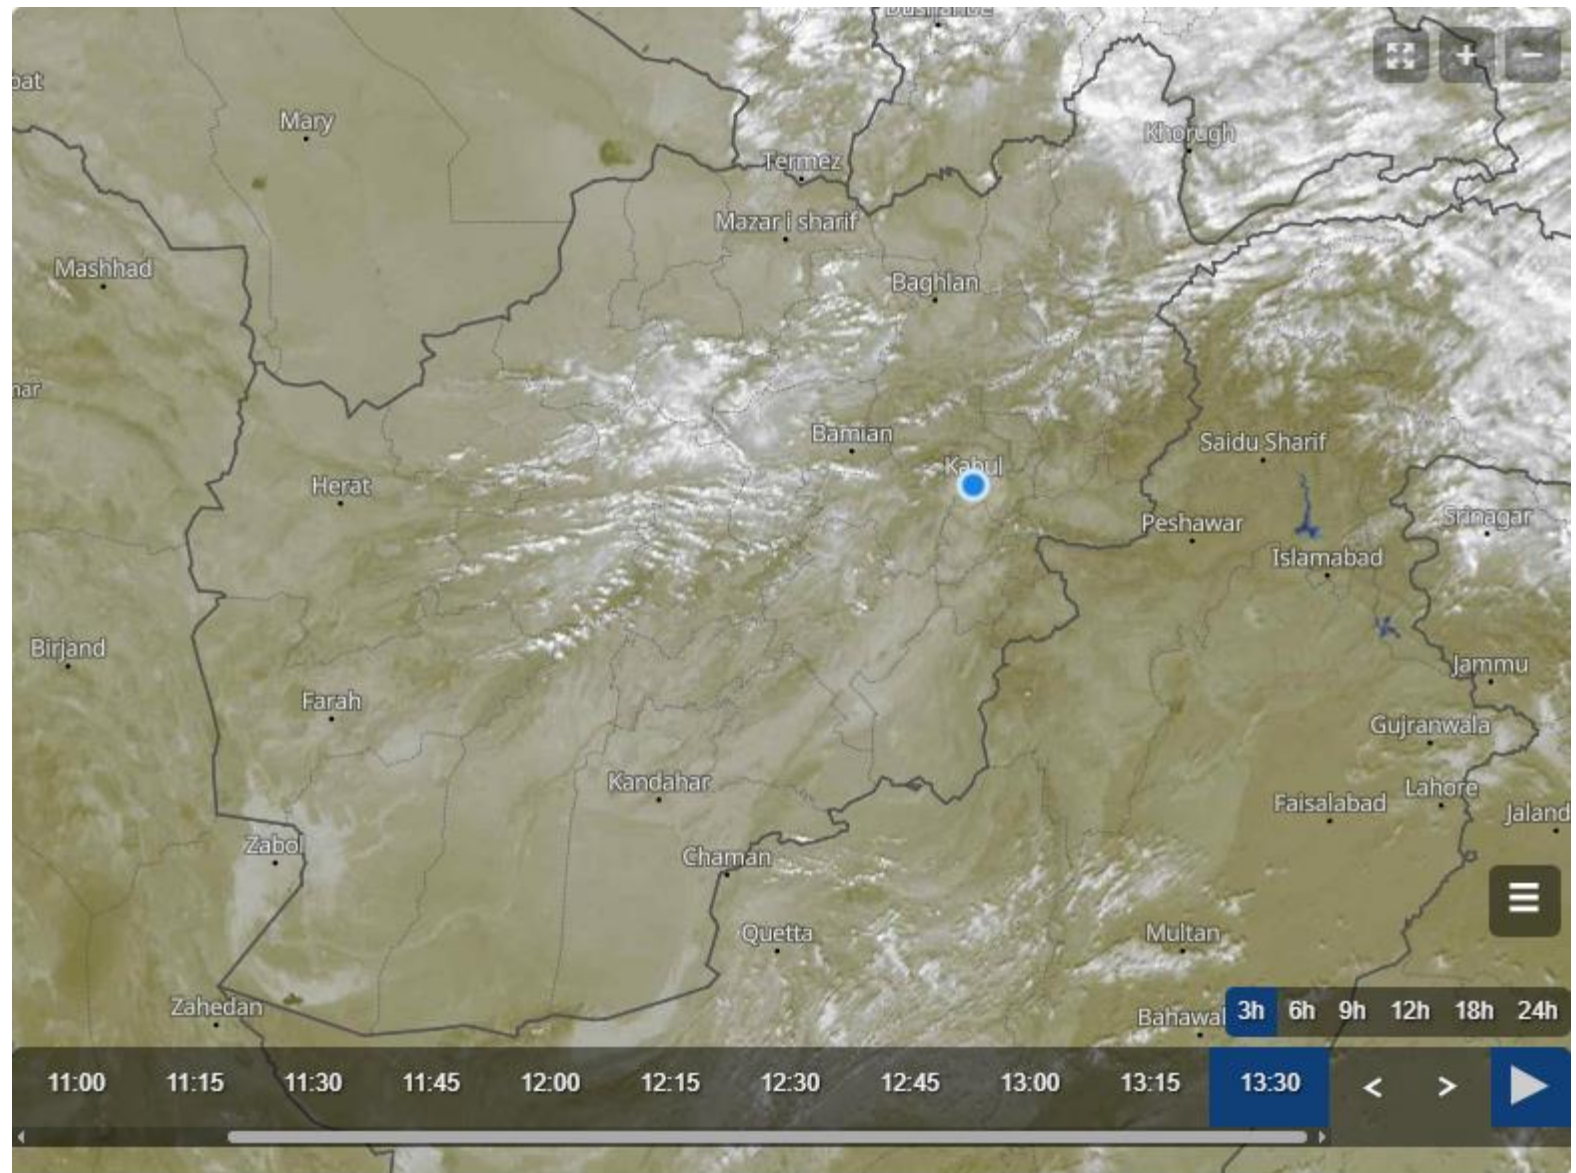 Dushanbe
Mary
Khorugh
Termez
Mazar i sharif
Mashhad
Baghlan
Bamian
Saidu Sharif
Kabul
Herat
Srinagar
Peshawar
Islamabad
Birjand
Jammu
Farah
Gujranwala
Kandahar
Lahore
Faisalabad
Jaland
Zabol
Chaman
Quetta
Multan
Zahedan
Bahawal
3h 6h 9h 12h 18h 24h
11:00 11:15 11:30 11:45 12:00 12:15 12:30 12:45 13:00 13:15 13:30 < >